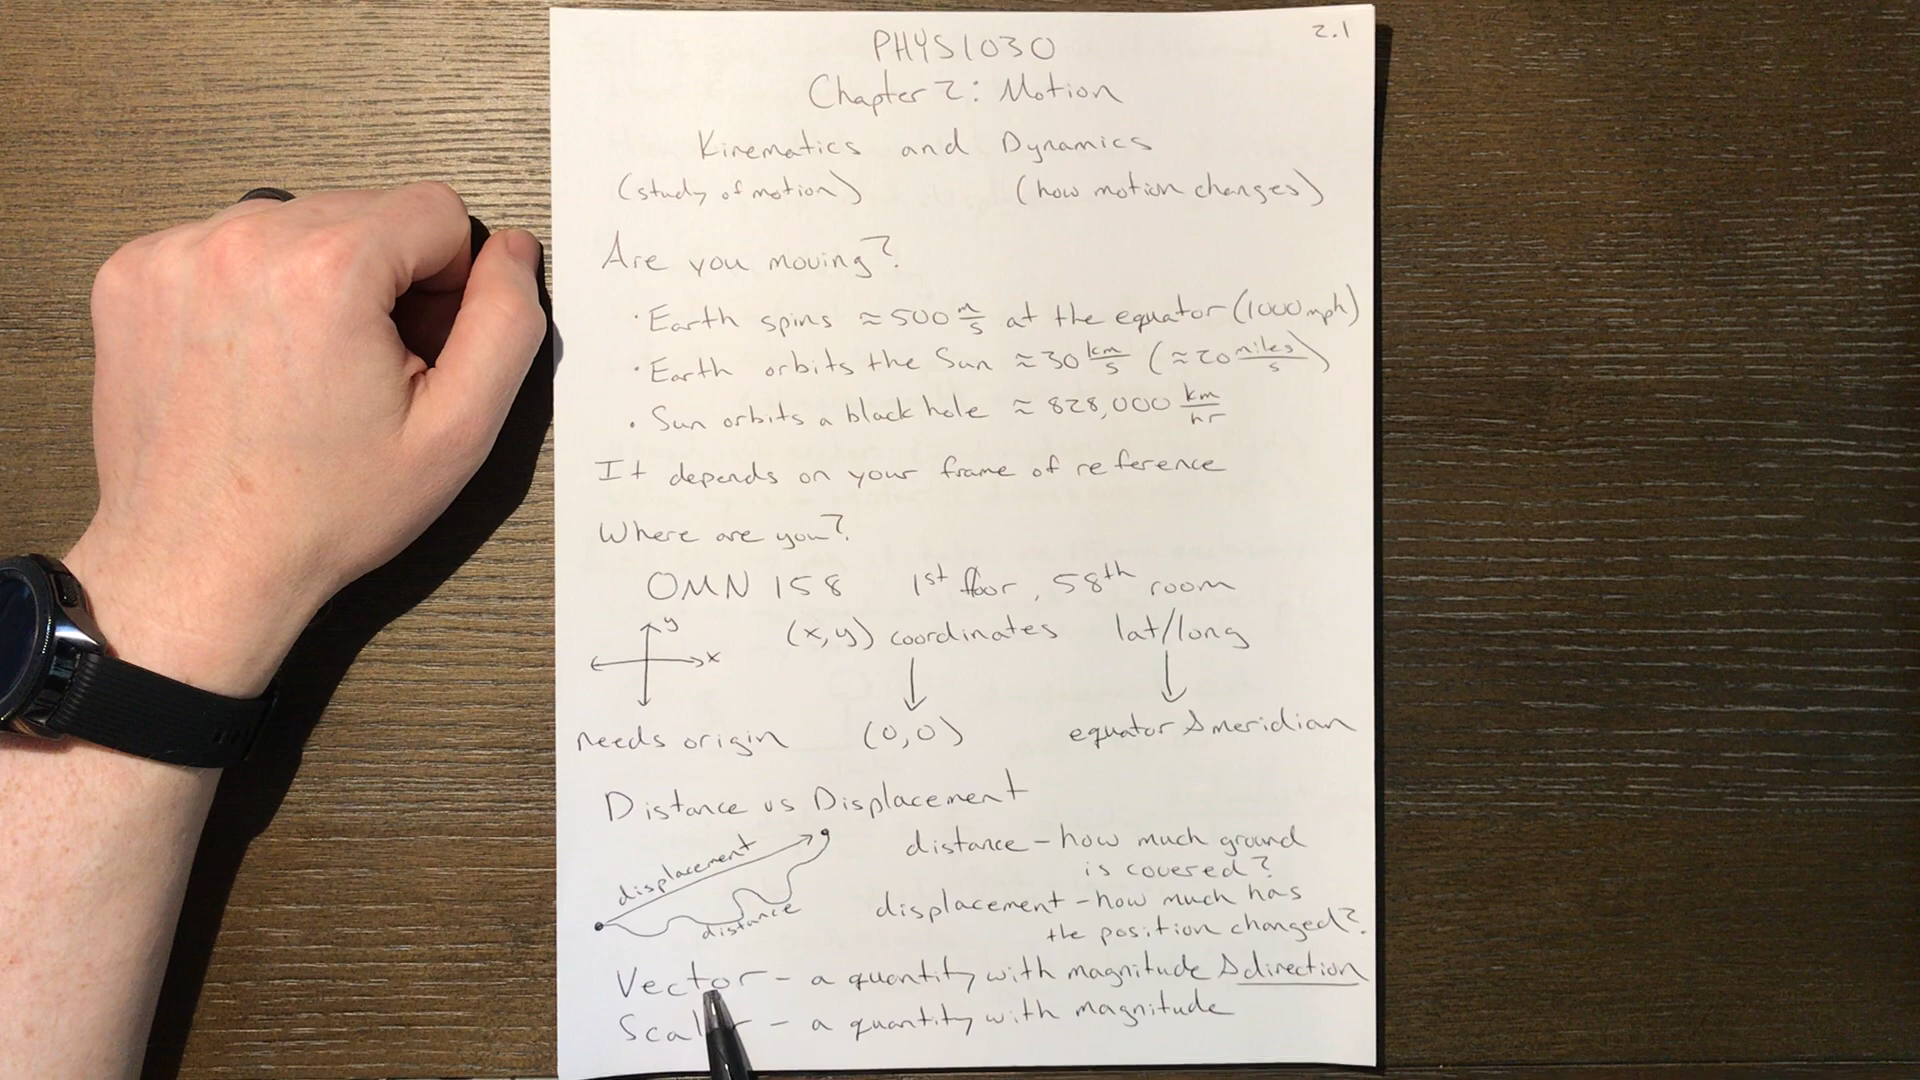 2.1
PHYS1030
Chapter 2: Motion
Kinematics and Dynamics
(study of motion) (how motion changes)
Are you moving?
· Earth spins ≈500 m/s at the equator (1000 mph)
· Earth orbits the Sun ≈30 km/s (≈20 miles/s)
· Sun orbits a black hole ≈ 828,000 km/hr
It depends on your frame of reference
Where are you?
OMN 158 1st floor, 58th room
y
x
(x,y) coordinates lat/long
needs origin (0,0) equator & meridian
Distance vs Displacement
displacement
distance
distance - how much ground
is covered?
displacement - how much has
the position changed?
Vector - a quantity with magnitude & direction
- a quantity with magnitude